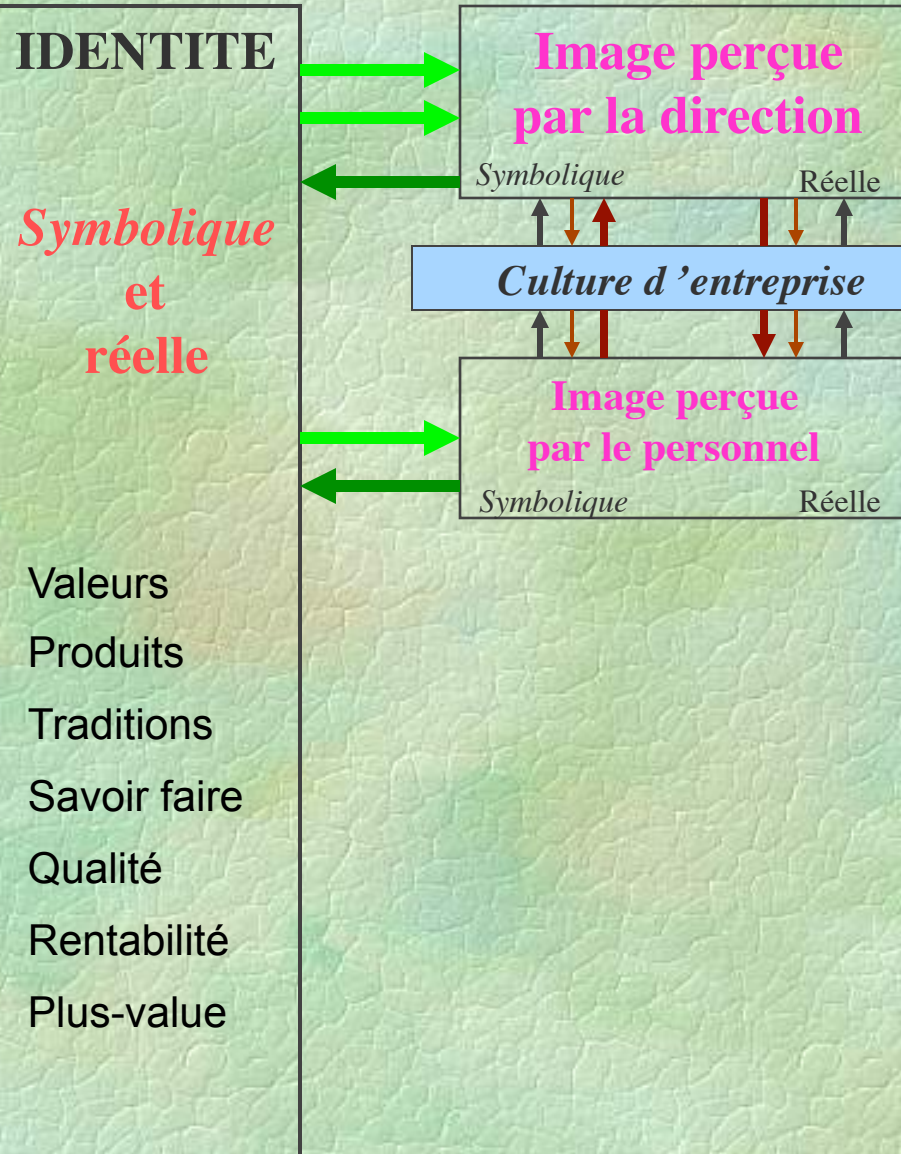 IDENTITE
Symbolique
et
réelle
Valeurs
Produits
Traditions
Savoir faire
Qualité
Rentabilité
Plus-value
Image perçue
par la direction
Symbolique Réelle
Culture d ’entreprise
Image perçue
par le personnel
Symbolique Réelle